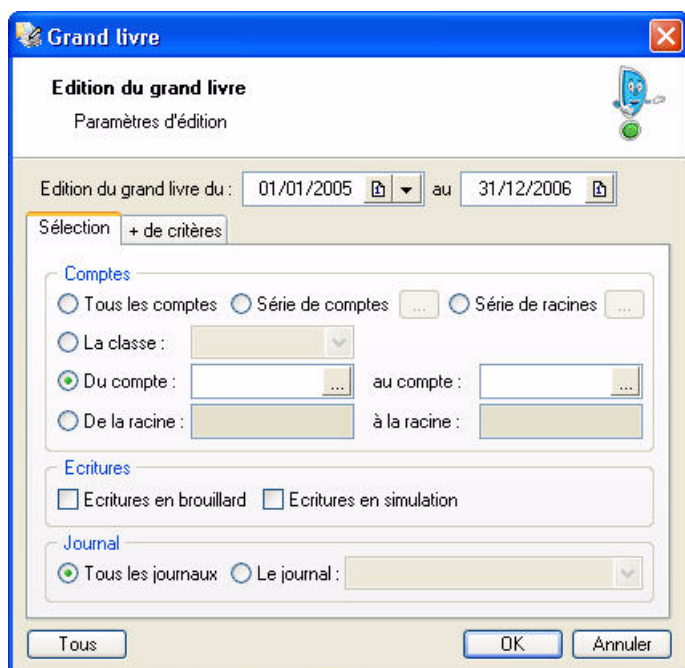 Grand livre
Edition du grand livre
Paramètres d'édition
Edition du grand livre du : 01/01/2005 au 31/12/2006
Sélection + de critères
Comptes
Tous les comptes Série de comptes ... Série de racines ...
La classe :
Du compte : ... au compte : ...
De la racine : à la racine :
Ecritures
Ecritures en brouillard Ecritures en simulation
Journal
Tous les journaux Le journal :
Tous OK Annuler